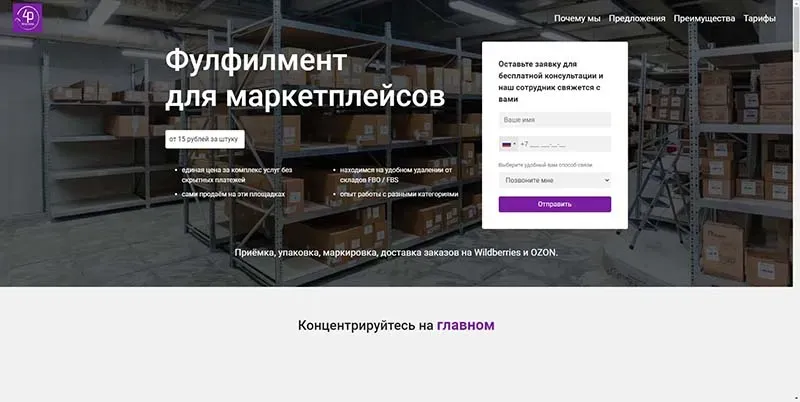 4P
Почему мы Предложения Преимущества Тарифы
Фулфилмент
для маркетплейсов
от 15 рублей за штуку
единая цена за комплекс услуг без
скрытных платежей
сами продаём на эти площадках
находимся на удобном удалении от
складов FBO / FBS
опыт работы с разными категориями
Оставьте заявку для
бесплатной консультации и
наш сотрудник свяжется с
вами
Ваше имя
+7 ___ ___-__-__
Выберите удобный вам способ связи
Позвоните мне
Отправить
Приёмка, упаковка, маркировка, доставка заказов на Wildberries и OZON.
Концентрируйтесь на главном